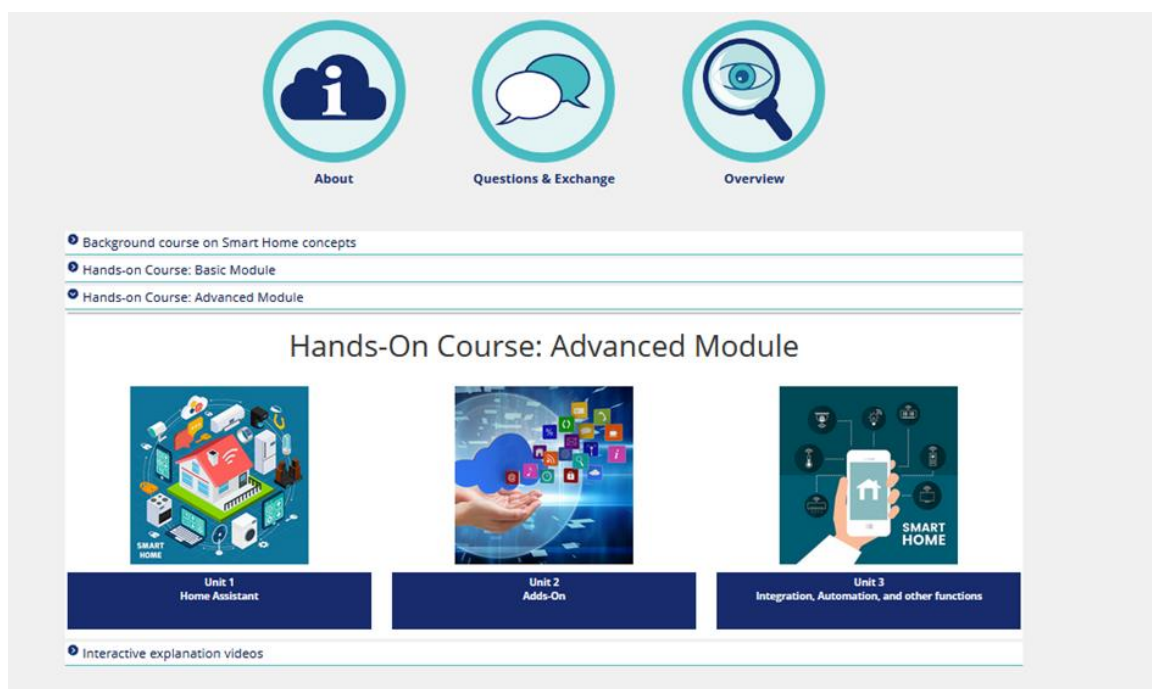 About
Questions & Exchange
Overview
Background course on Smart Home concepts
Hands-on Course: Basic Module
Hands-on Course: Advanced Module
Hands-On Course: Advanced Module
SMART
HOME
SMART
HOME
Unit 1
Home Assistant
Unit 2
Adds-On
Unit 3
Integration, Automation, and other functions
Interactive explanation videos